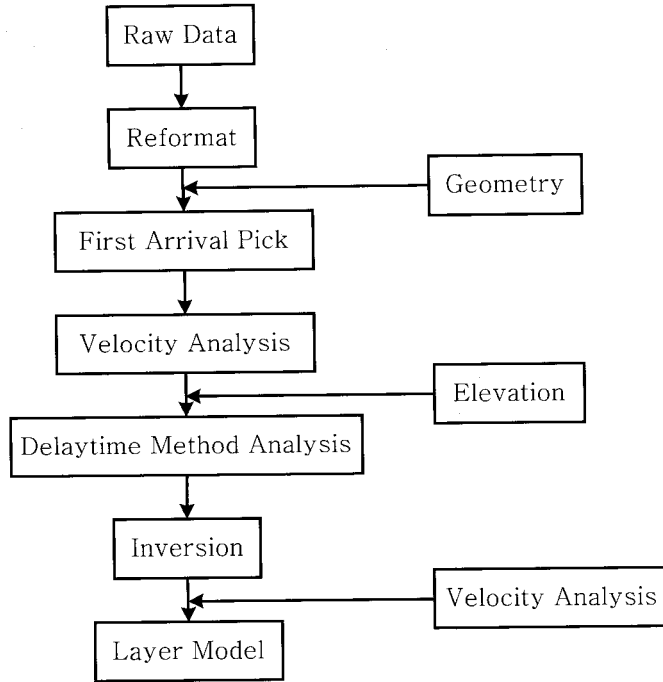 Raw Data
Reformat
Geometry
First Arrival Pick
Velocity Analysis
Elevation
Delaytime Method Analysis
Inversion
Velocity Analysis
Layer Model